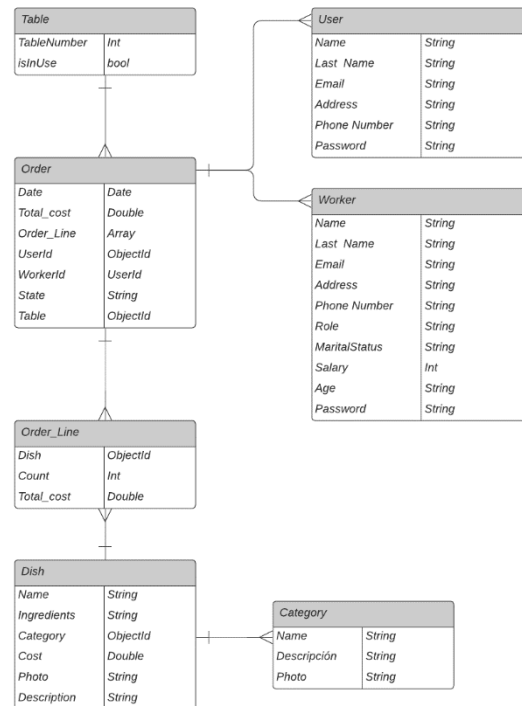 Table
TableNumber Int
isInUse bool
User
Name String
Last Name String
Email String
Address String
Phone Number String
Password String
Order
Date Date
Total_cost Double
Order_Line Array
UserId ObjectId
WorkerId UserId
State String
Table ObjectId
Worker
Name String
Last Name String
Email String
Address String
Phone Number String
Role String
MaritalStatus String
Salary Int
Age String
Password String
Order_Line
Dish ObjectId
Count Int
Total_cost Double
Dish
Name String
Ingredients String
Category ObjectId
Cost Double
Photo String
Description String
Category
Name String
Descripción String
Photo String